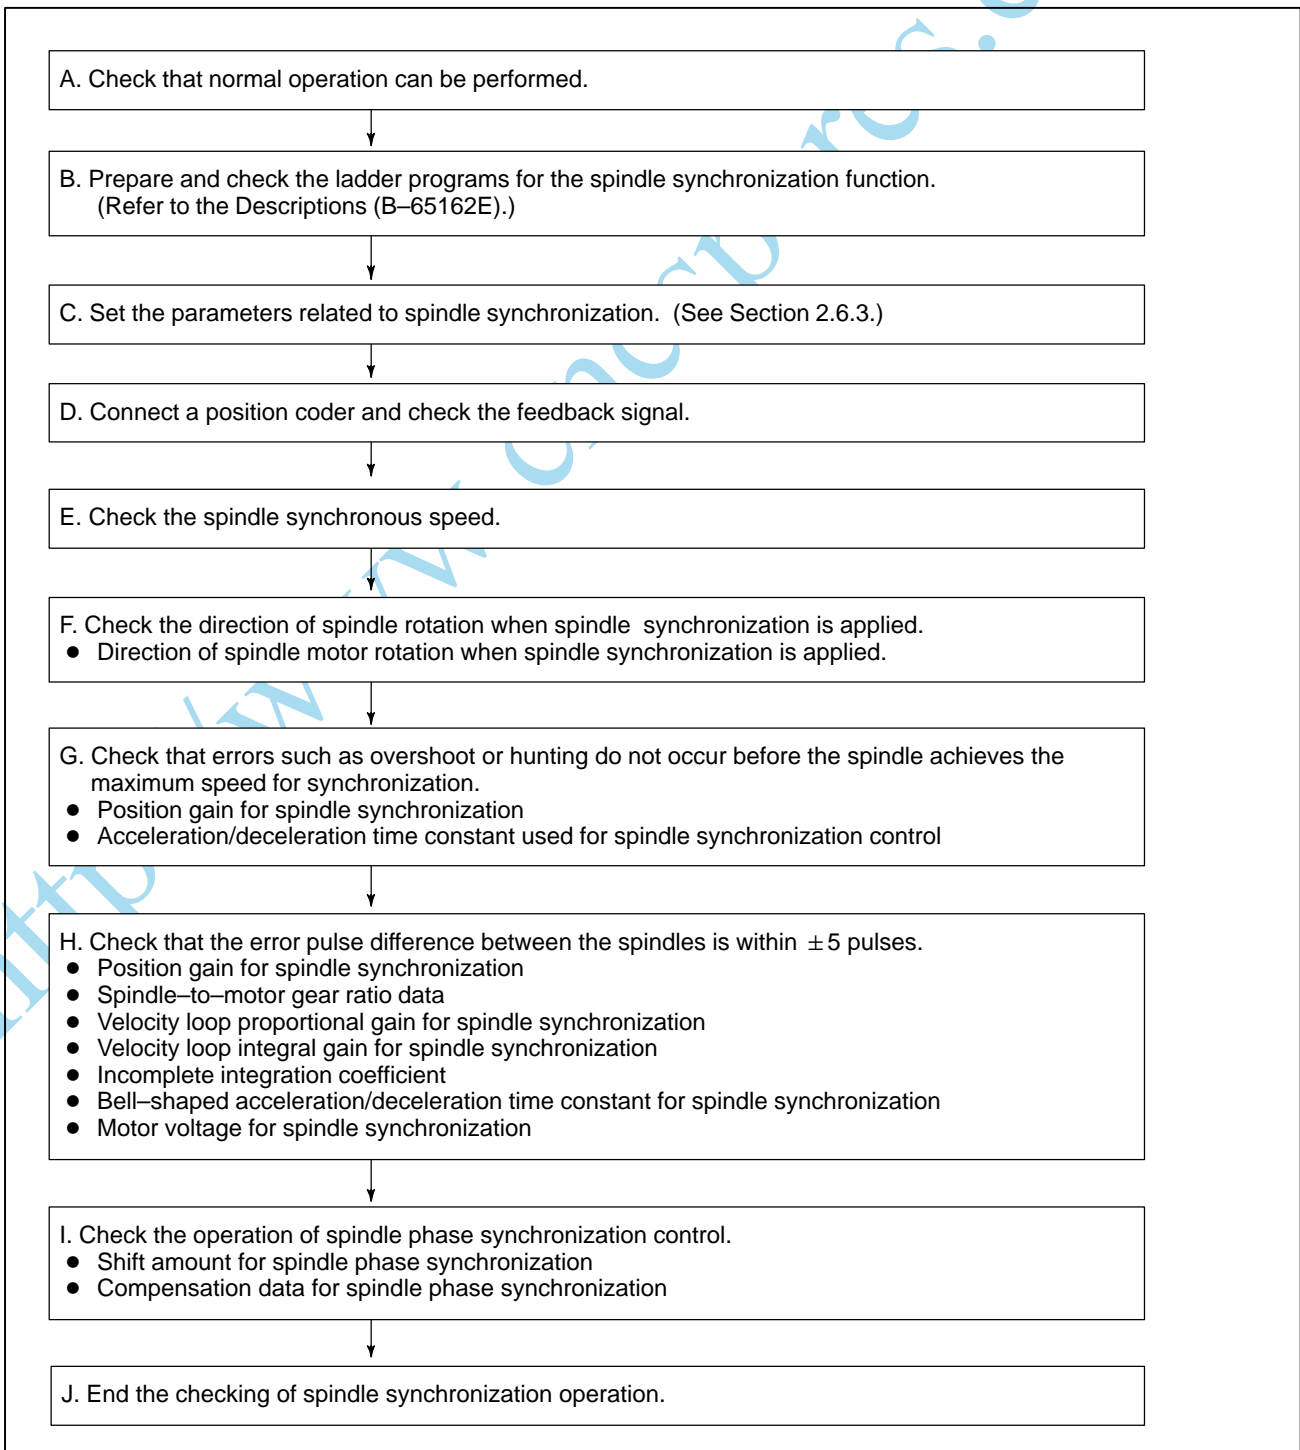 A. Check that normal operation can be performed.
B. Prepare and check the ladder programs for the spindle synchronization function.
(Refer to the Descriptions (B–65162E).)
C. Set the parameters related to spindle synchronization. (See Section 2.6.3.)
D. Connect a position coder and check the feedback signal.
E. Check the spindle synchronous speed.
F. Check the direction of spindle rotation when spindle synchronization is applied.
● Direction of spindle motor rotation when spindle synchronization is applied.
G. Check that errors such as overshoot or hunting do not occur before the spindle achieves the
maximum speed for synchronization.
● Position gain for spindle synchronization
● Acceleration/deceleration time constant used for spindle synchronization control
H. Check that the error pulse difference between the spindles is within ±5 pulses.
● Position gain for spindle synchronization
● Spindle–to–motor gear ratio data
● Velocity loop proportional gain for spindle synchronization
● Velocity loop integral gain for spindle synchronization
● Incomplete integration coefficient
● Bell–shaped acceleration/deceleration time constant for spindle synchronization
● Motor voltage for spindle synchronization
I. Check the operation of spindle phase synchronization control.
● Shift amount for spindle phase synchronization
● Compensation data for spindle phase synchronization
J. End the checking of spindle synchronization operation.